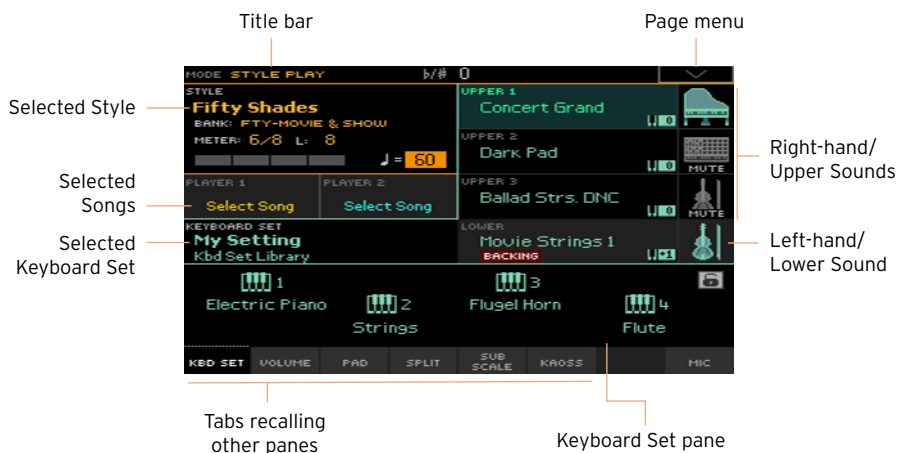 Title bar
Page menu
MODE STYLE PLAY
♭/# 0
STYLE
Fifty Shades
BANK: FTY-MOVIE & SHOW
METER: 6/8 L: 8
♩ = 60
Selected Style
PLAYER 1
Select Song
PLAYER 2
Select Song
Selected
Songs
KEYBOARD SET
My Setting
Kbd Set Library
Selected
Keyboard Set
UPPER 1
Concert Grand
0
UPPER 2
Dark Pad
0
MUTE
UPPER 3
Ballad Strs. DNC
0
MUTE
Right-hand/
Upper Sounds
LOWER
Movie Strings 1
BACKING
+1
Left-hand/
Lower Sound
1
Electric Piano
2
Strings
3
Flugel Horn
4
Flute
KBD SET
VOLUME
PAD
SPLIT
SUB
SCALE
KAOSS
MIC
Tabs recalling
other panes
Keyboard Set pane